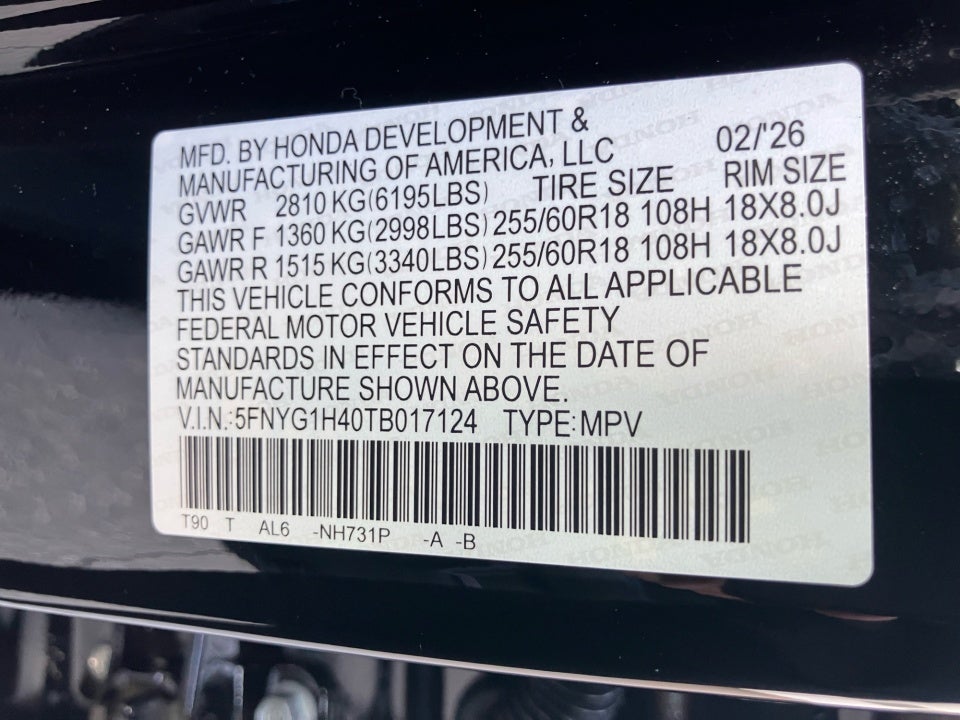 MFD. BY HONDA DEVELOPMENT &
MANUFACTURING OF AMERICA, LLC 02/'26
GVWR 2810 KG(6195LBS) TIRE SIZE RIM SIZE
GAWR F 1360 KG(2998LBS) 255/60R18 108H 18X8.0J
GAWR R 1515 KG(3340LBS) 255/60R18 108H 18X8.0J
THIS VEHICLE CONFORMS TO ALL APPLICABLE
FEDERAL MOTOR VEHICLE SAFETY
STANDARDS IN EFFECT ON THE DATE OF
MANUFACTURE SHOWN ABOVE.
V.I.N.:5FNYG1H40TB017124 TYPE:MPV
T90 T AL6 -NH731P -A -B